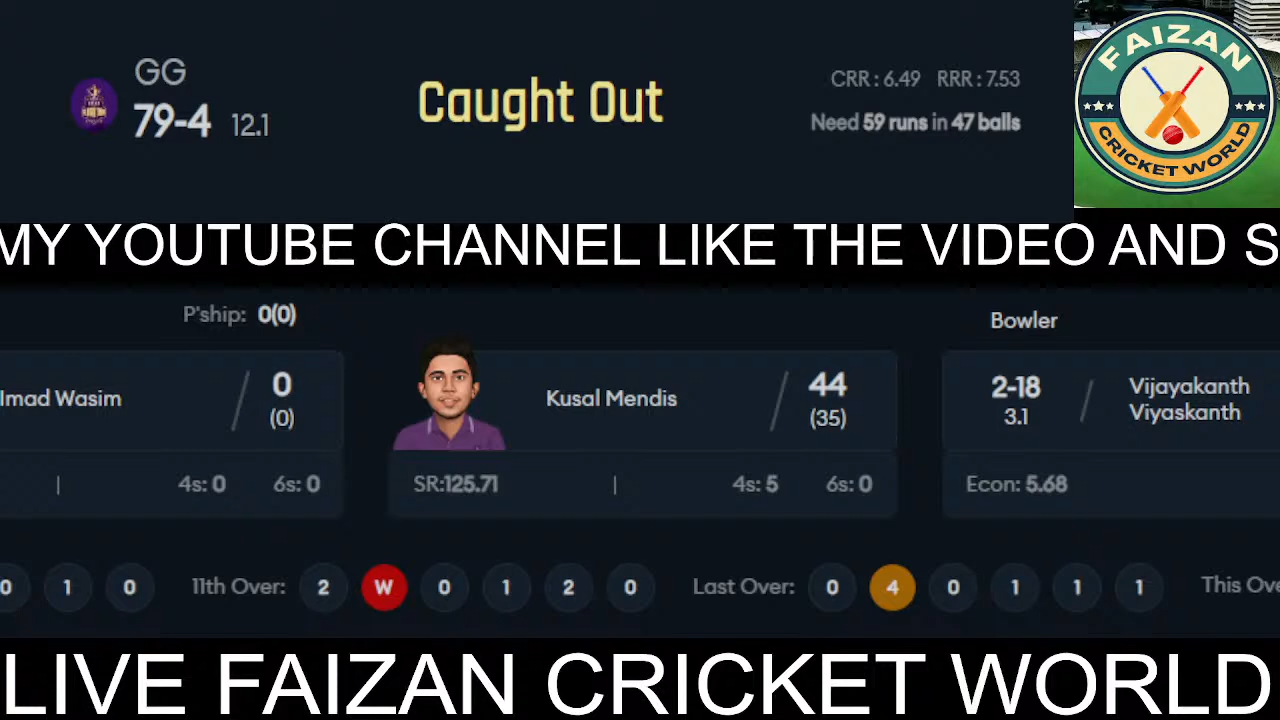 GG
79-4 12.1
Caught Out
CRR : 6.49 RRR : 7.53
Need 59 runs in 47 balls
FAIZAN
CRICKET WORLD
MY YOUTUBE CHANNEL LIKE THE VIDEO AND S
P'ship: 0(0)
Bowler
Imad Wasim 0
(0)
Kusal Mendis 44
(35)
2-18
3.1
Vijayakanth
Viyaskanth
| 4s: 0 6s: 0
SR:125.71 | 4s: 5 6s: 0
Econ: 5.68
0 1 0 11th Over: 2 W 0 1 2 0 Last Over: 0 4 0 1 1 1 This Ove
LIVE FAIZAN CRICKET WORLD